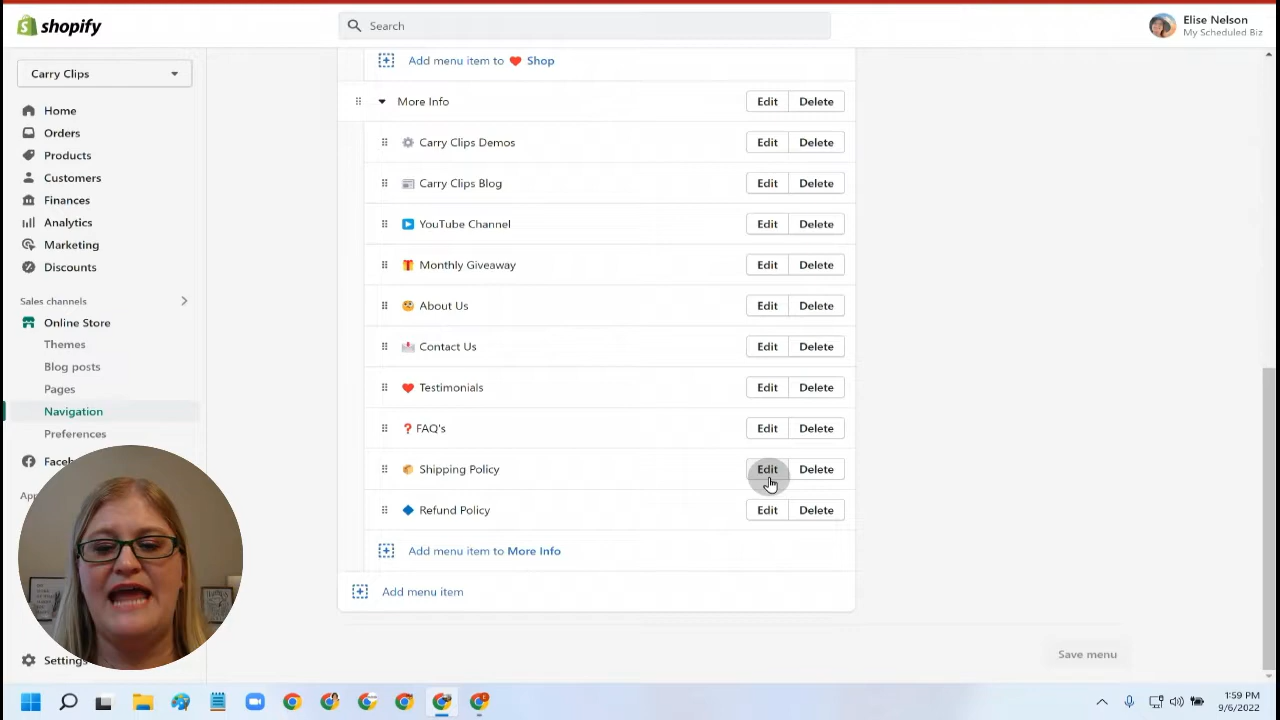 shopify
Search
Elise Nelson
My Scheduled Biz
Carry Clips
Home
Orders
Products
Customers
Finances
Analytics
Marketing
Discounts
Sales channels
Online Store
Themes
Blog posts
Pages
Navigation
Preferences
Faceb
Ap
Settings
Add menu item to ❤️ Shop
More Info Edit Delete
Carry Clips Demos Edit Delete
Carry Clips Blog Edit Delete
YouTube Channel Edit Delete
Monthly Giveaway Edit Delete
About Us Edit Delete
Contact Us Edit Delete
Testimonials Edit Delete
❓FAQ's Edit Delete
Shipping Policy Edit Delete
Refund Policy Edit Delete
Add menu item to More Info
Add menu item
Save menu
1:59 PM
9/6/2022